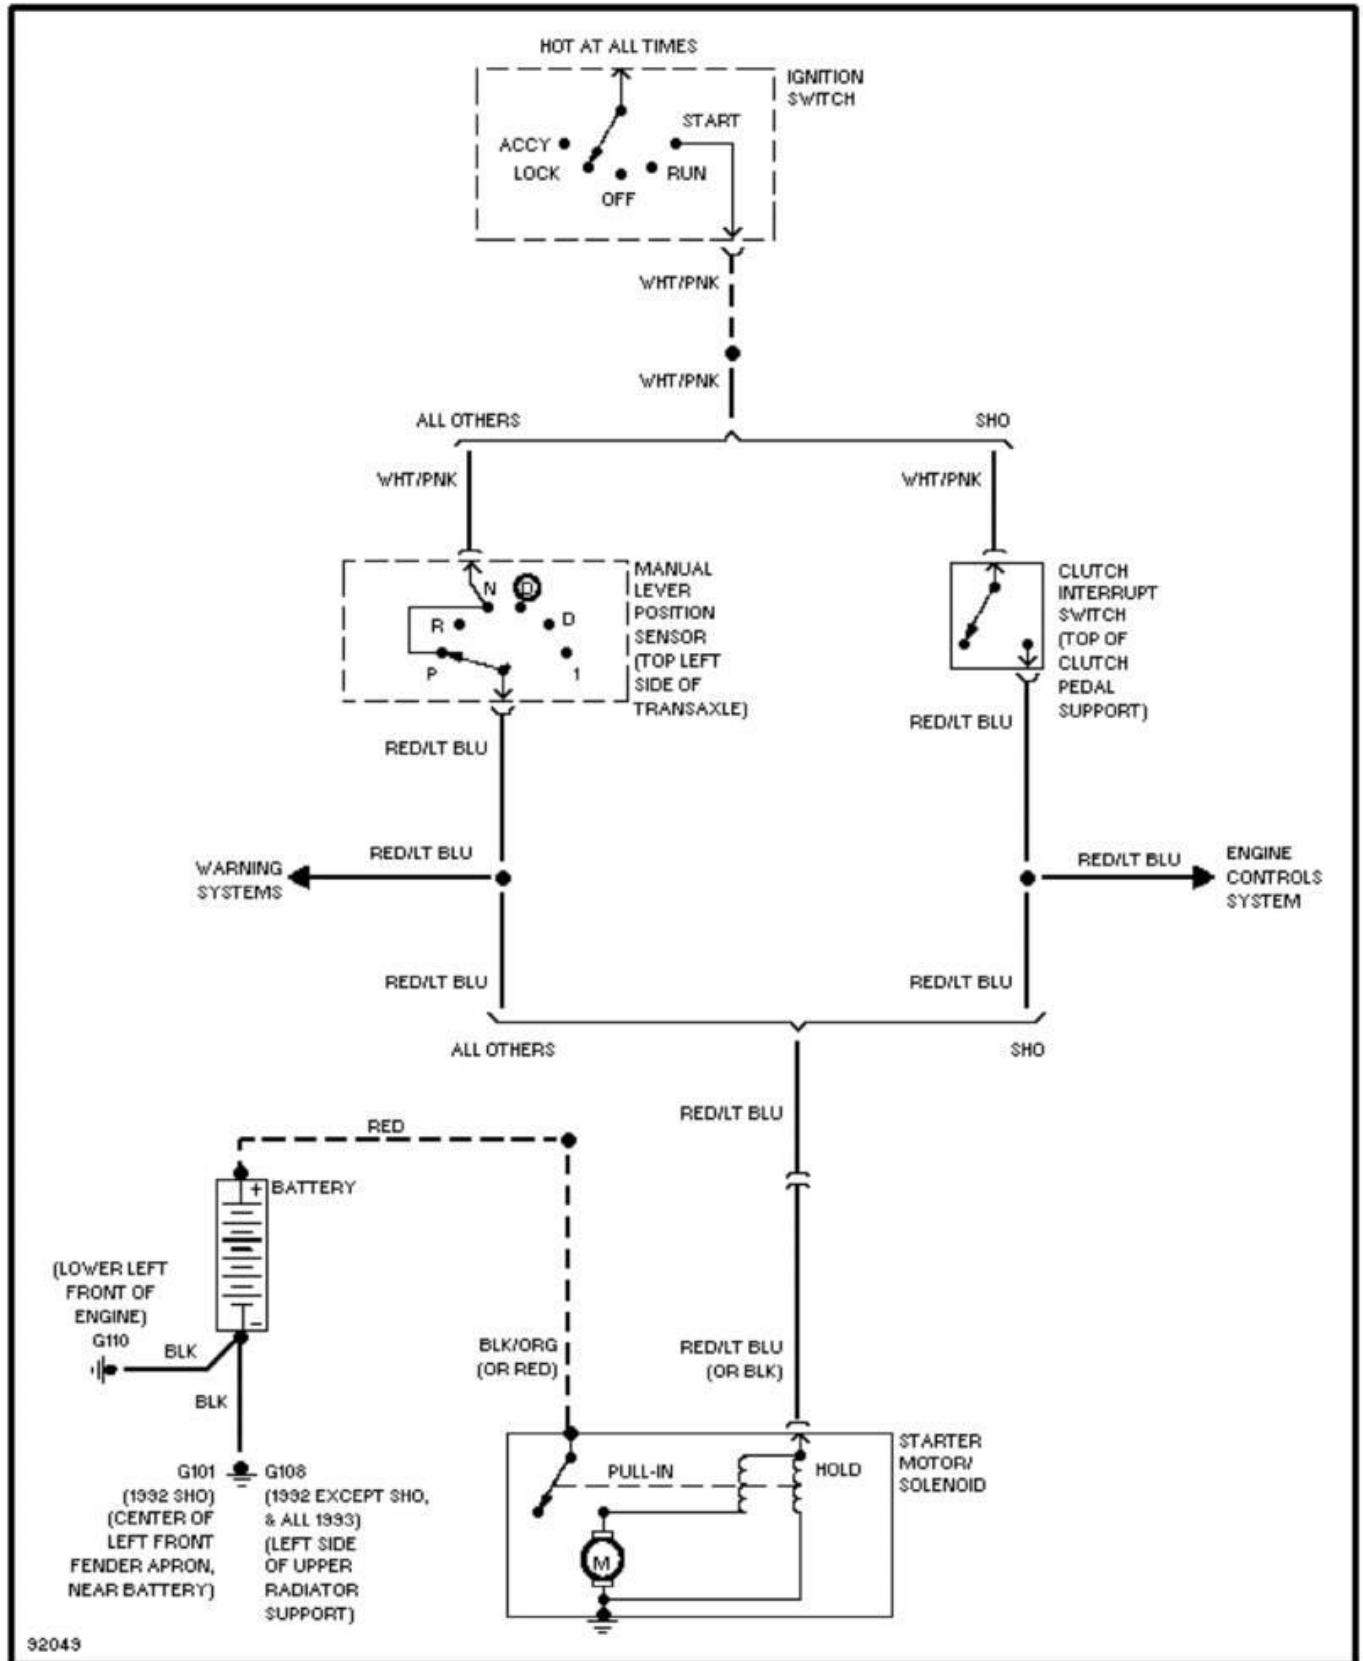 HOT AT ALL TIMES
IGNITION
SWITCH
START
ACCY
LOCK
RUN
OFF
WHT/PNK
WHT/PNK
ALL OTHERS
SHO
WHT/PNK
WHT/PNK
MANUAL
LEVER
POSITION
SENSOR
(TOP LEFT
SIDE OF
TRANSAXLE)
N
D
R
D
P
1
CLUTCH
INTERRUPT
SWITCH
(TOP OF
CLUTCH
PEDAL
SUPPORT)
RED/LT BLU
RED/LT BLU
RED/LT BLU
WARNING
SYSTEMS
RED/LT BLU
ENGINE
CONTROLS
SYSTEM
RED/LT BLU
RED/LT BLU
ALL OTHERS
SHO
RED/LT BLU
RED
+
BATTERY
(LOWER LEFT
FRONT OF
ENGINE)
G110
–
BLK
BLK
BLK/ORG
(OR RED)
RED/LT BLU
(OR BLK)
STARTER
MOTOR/
SOLENOID
PULL-IN
HOLD
M
G101
(1992 SHO)
(CENTER OF
LEFT FRONT
FENDER APRON,
NEAR BATTERY)
G108
(1992 EXCEPT SHO,
& ALL 1993)
(LEFT SIDE
OF UPPER
RADIATOR
SUPPORT)
92049